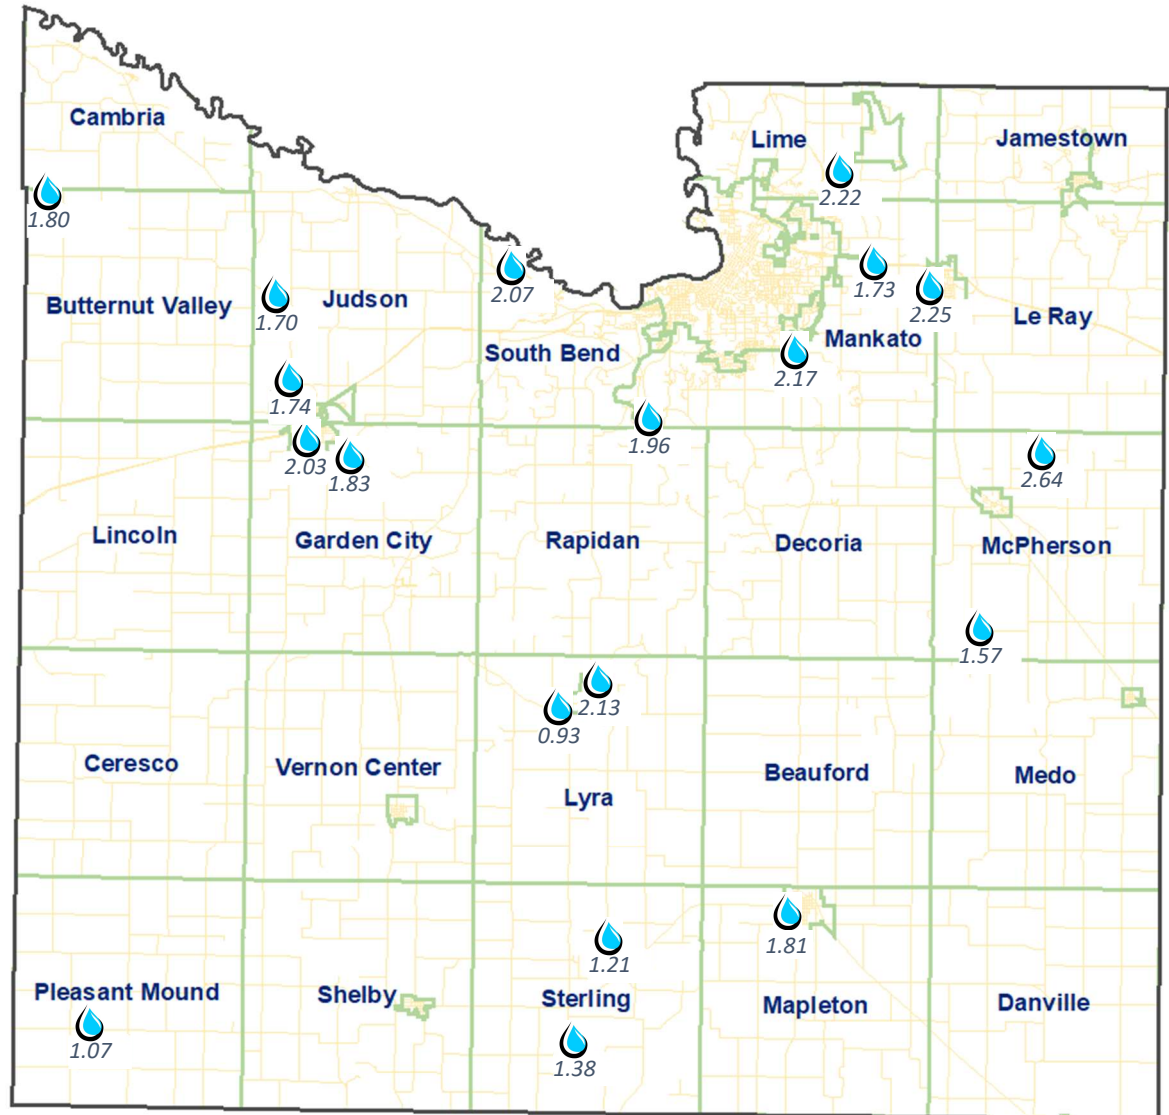 Cambria
Lime
Jamestown
2.22
1.80
Butternut Valley
1.70
Judson
2.07
1.73
2.25
Le Ray
South Bend
Mankato
2.17
1.74
1.96
2.03
1.83
2.64
Lincoln
Garden City
Rapidan
Decoria
McPherson
1.57
2.13
0.93
Ceresco
Vernon Center
Lyra
Beauford
Medo
1.81
1.21
Pleasant Mound
Shelby
Sterling
Mapleton
Danville
1.07
1.38